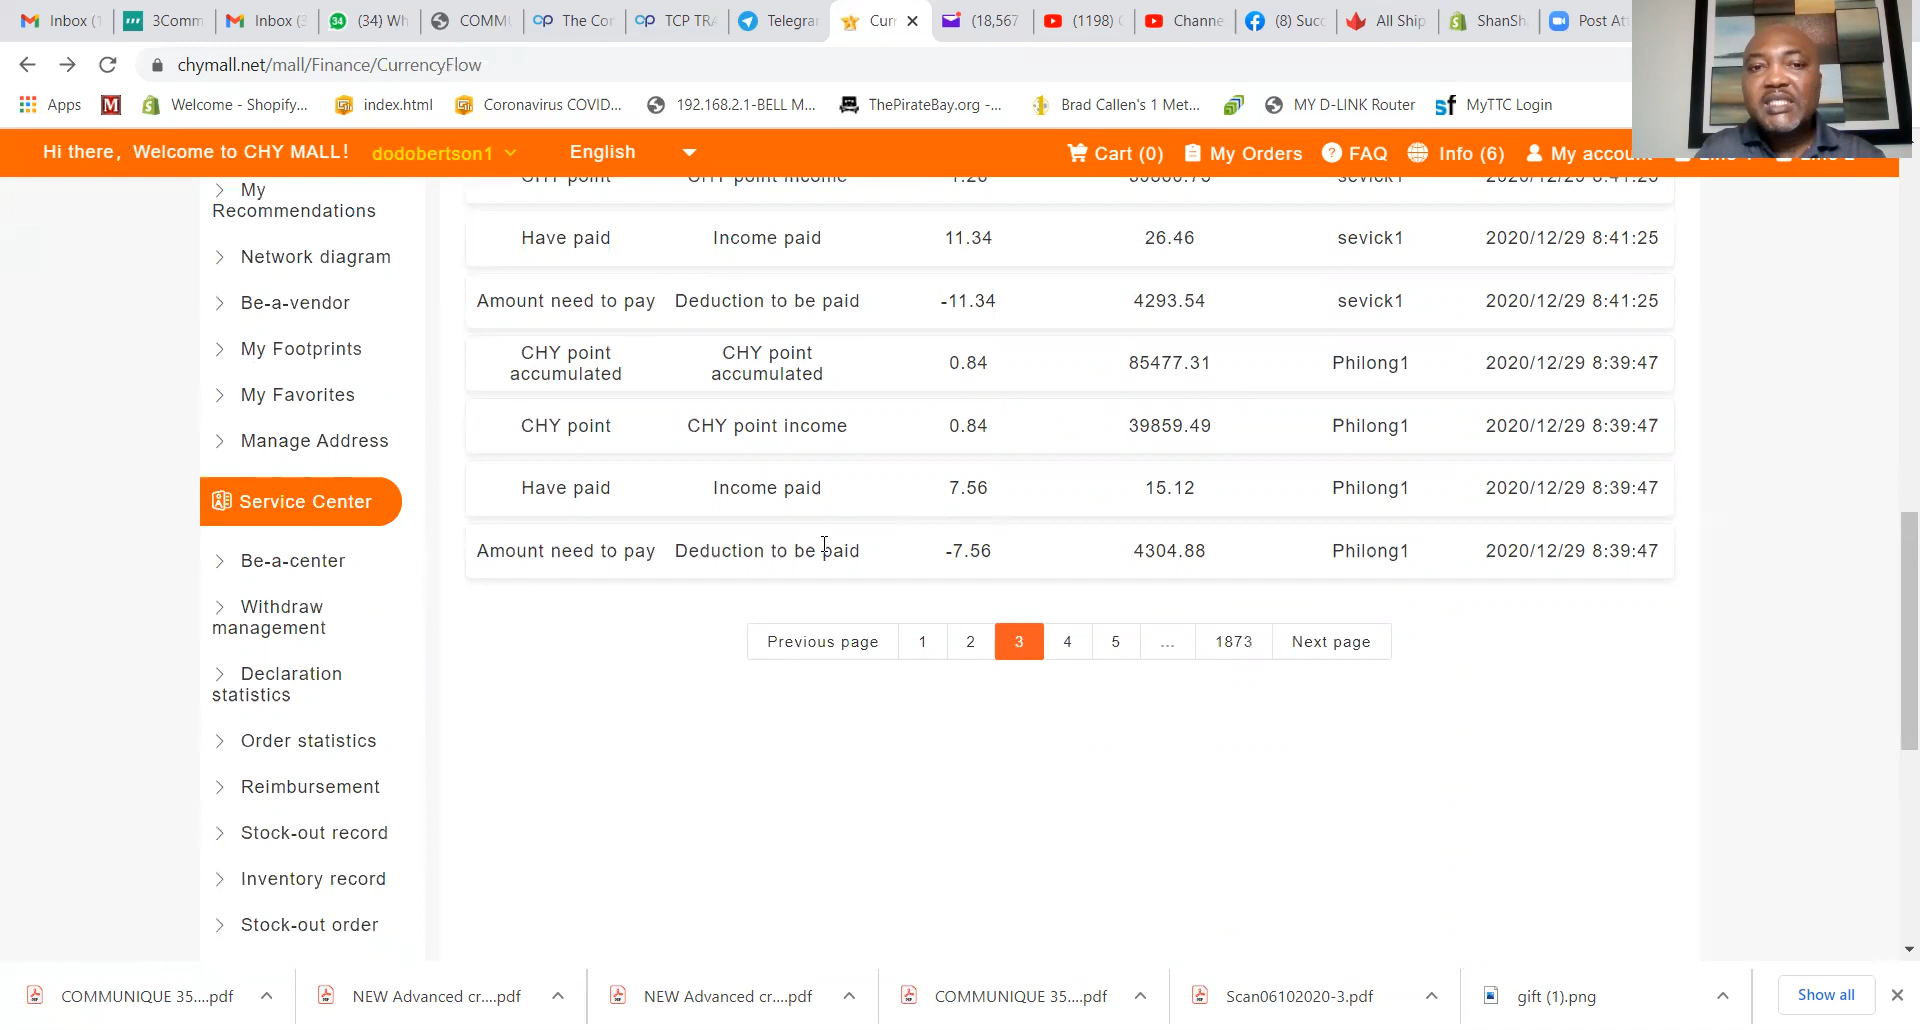 Inbox (1
3Comm
Inbox (3
(34) Wh
COMMU
The Cor
TCP TRA
Telegra
Curr
(18,567
(1198)
Channe
(8) Succ
All Ship
ShanSh
Post Att
chymall.net/mall/Finance/CurrencyFlow
Apps
Welcome - Shopify...
index.html
Coronavirus COVID...
192.168.2.1-BELL M...
ThePirateBay.org -...
Brad Callen's 1 Met...
MY D-LINK Router
MyTTC Login
Hi there, Welcome to CHY MALL!
dodobertson1
English
Cart (0)
My Orders
FAQ
Info (6)
My accou
My
Recommendations
Network diagram
Be-a-vendor
My Footprints
My Favorites
Manage Address
Service Center
Be-a-center
Withdraw
management
Declaration
statistics
Order statistics
Reimbursement
Stock-out record
Inventory record
Stock-out order
CHY point CHY point income sevick1
Have paid Income paid 11.34 26.46 sevick1 2020/12/29 8:41:25
Amount need to pay Deduction to be paid -11.34 4293.54 sevick1 2020/12/29 8:41:25
CHY point
accumulated
CHY point
accumulated
0.84 85477.31 Philong1 2020/12/29 8:39:47
CHY point CHY point income 0.84 39859.49 Philong1 2020/12/29 8:39:47
Have paid Income paid 7.56 15.12 Philong1 2020/12/29 8:39:47
Amount need to pay Deduction to be paid -7.56 4304.88 Philong1 2020/12/29 8:39:47
Previous page 1 2 3 4 5 ... 1873 Next page
COMMUNIQUE 35....pdf
NEW Advanced cr....pdf
NEW Advanced cr....pdf
COMMUNIQUE 35....pdf
Scan06102020-3.pdf
gift (1).png
Show all